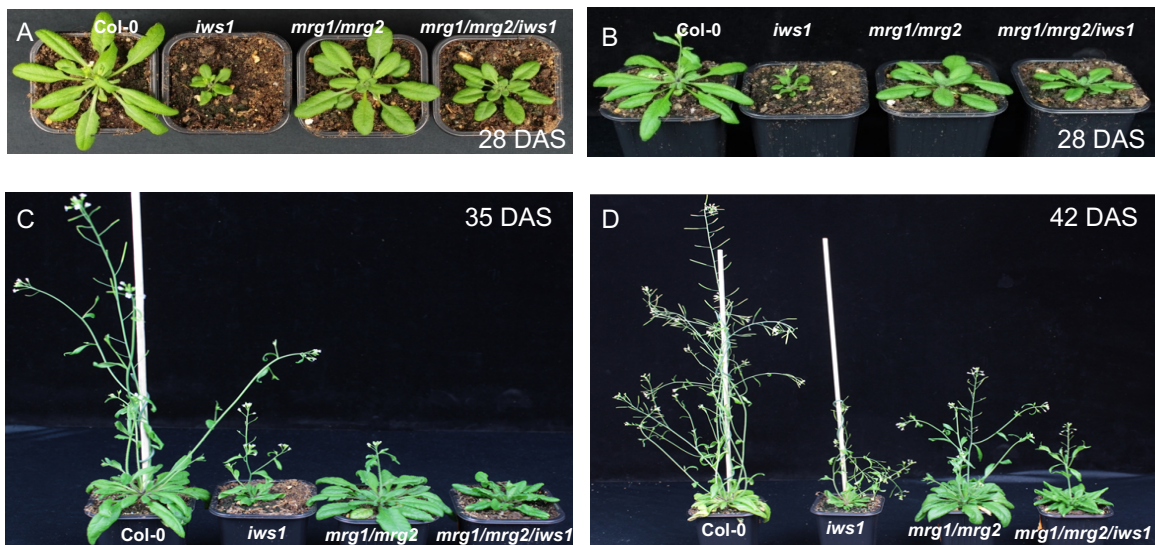 A Col-0 iws1 mrg1/mrg2 mrg1/mrg2/iws1
28 DAS
B Col-0 iws1 mrg1/mrg2 mrg1/mrg2/iws1
28 DAS
C 35 DAS
Col-0 iws1 mrg1/mrg2 mrg1/mrg2/iws1
D 42 DAS
Col-0 iws1 mrg1/mrg2 mrg1/mrg2/iws1